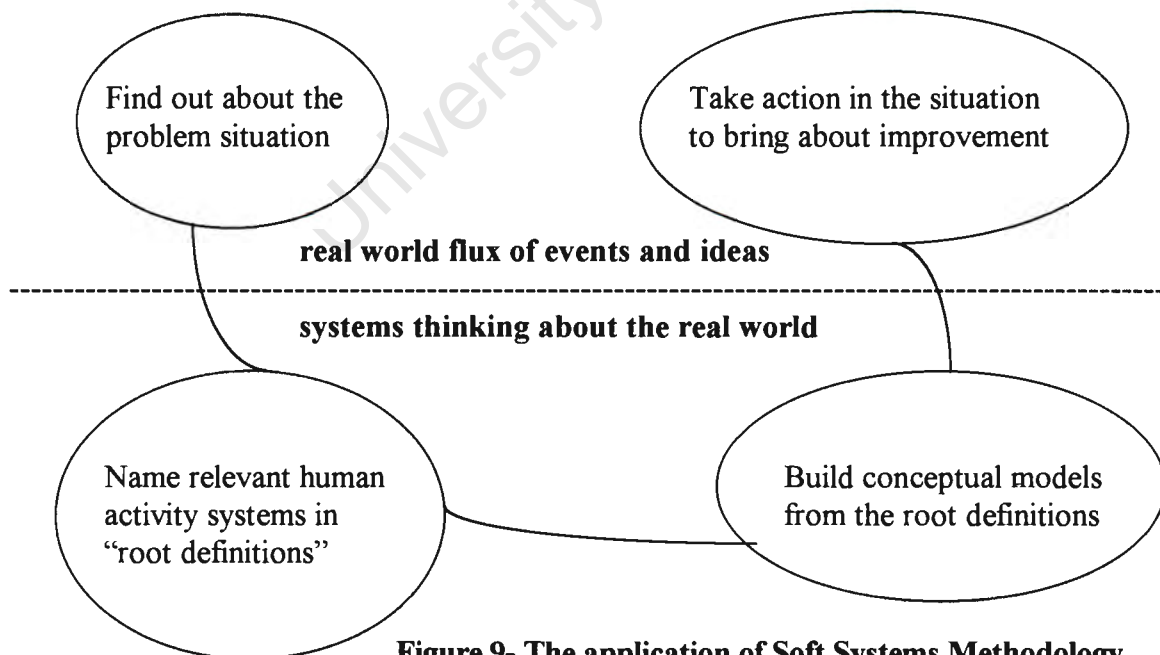 University
Find out about the
problem situation
Take action in the situation
to bring about improvement
real world flux of events and ideas
systems thinking about the real world
Name relevant human
activity systems in
“root definitions”
Build conceptual models
from the root definitions
Figure 9- The application of Soft Systems Methodology